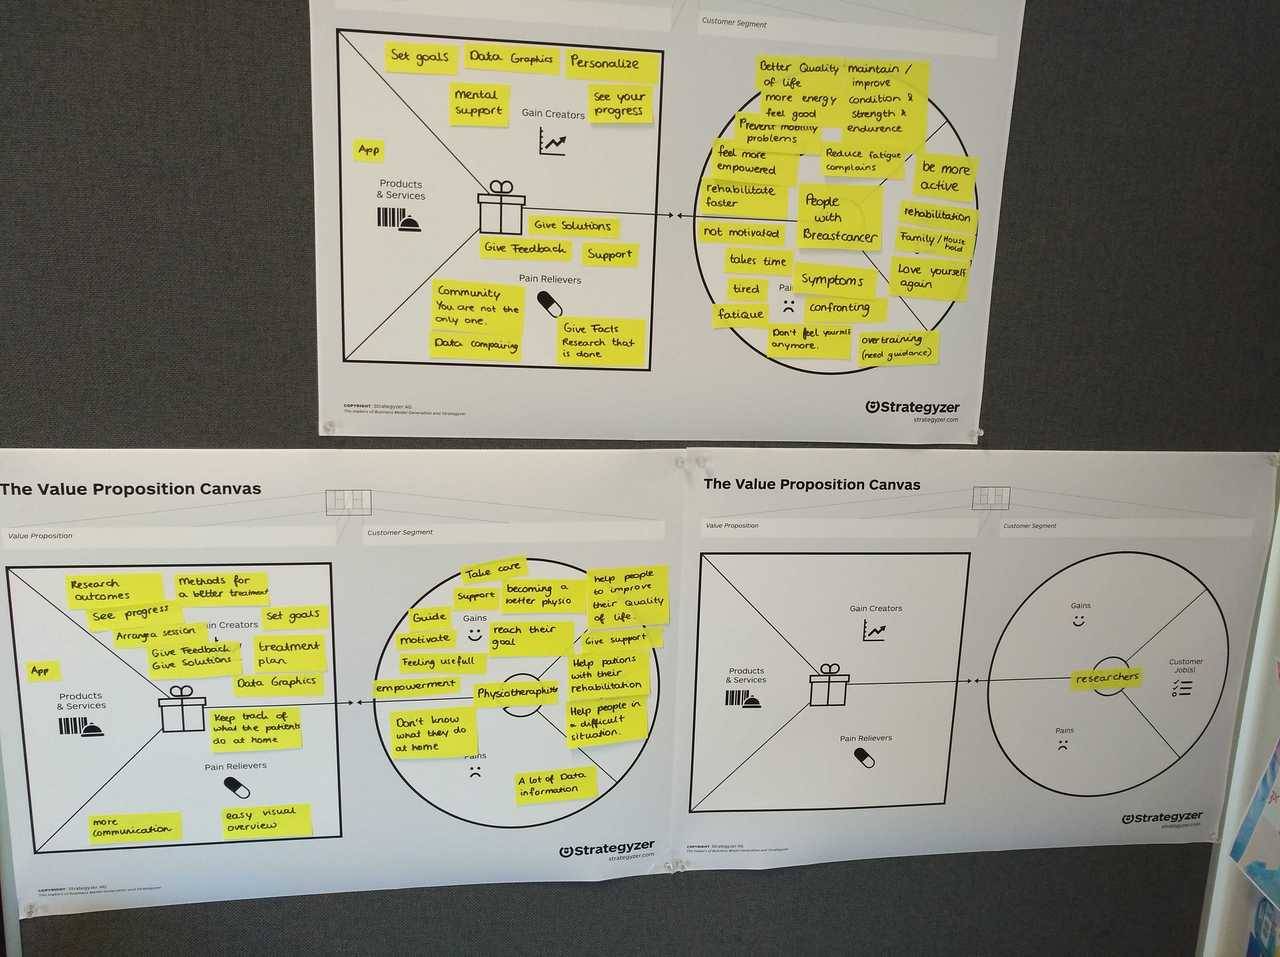 Customer Segment
Set goals
Data Graphics
Personalize
mental
support
See your
progress
Gain Creators
App
Products
& Services
Give Solutions
Give Feedback
Support
Pain Relievers
Community
You are not the
only one.
Data compairing
Give Facts
Research that
is done
Better Quality
of life
more energy
feel good
maintain /
improve
condition &
strength &
endurence
Prevent mobility
problems
feel more
empowered
Reduce fatigue
complains
be more
active
rehabilitate
faster
People
with
Breastcancer
rehabilitation
not motivated
Family / House
hold
takes time
Symptoms
Love yourself
again
tired
Pai
confronting
fatique
Don't feel yourself
anymore.
overtraining
(need guidance)
COPYRIGHT: Strategyzer AG
The makers of Business Model Generation and Strategyzer
Strategyzer
strategyzer.com
The Value Proposition Canvas
Value Proposition
Customer Segment
Research
outcomes
Methods for
a better treatment
See progress
in Creators
Set goals
Arrange a session
Give Feedback
Give Solutions
treatment
plan
App
Data Graphics
Products
& Services
Keep track of
what the patients
do at home
Pain Relievers
more
communication
easy visual
overview
Take care
Support
becoming a
better physio
help people
to improve
their Quality
of life.
Guide
Gains
motivate
reach their
goal
Give support
Feeling usefull
Help pations
with their
rehabilitation
empowerment
Physiotheraphists
Don't know
what they do
at home
Help people in
a difficult
situation.
Pains
A lot of Data
information
COPYRIGHT: Strategyzer AG
The makers of Business Model Generation and Strategyzer
Strategyzer
strategyzer.com
The Value Proposition Canvas
Value Proposition
Customer Segment
Gain Creators
Products
& Services
Pain Relievers
Gains
researchers
Customer
Job(s)
Pains
COPYRIGHT: Strategyzer AG
The makers of Business Model Generation and Strategyzer
Strategyzer
strategyzer.com